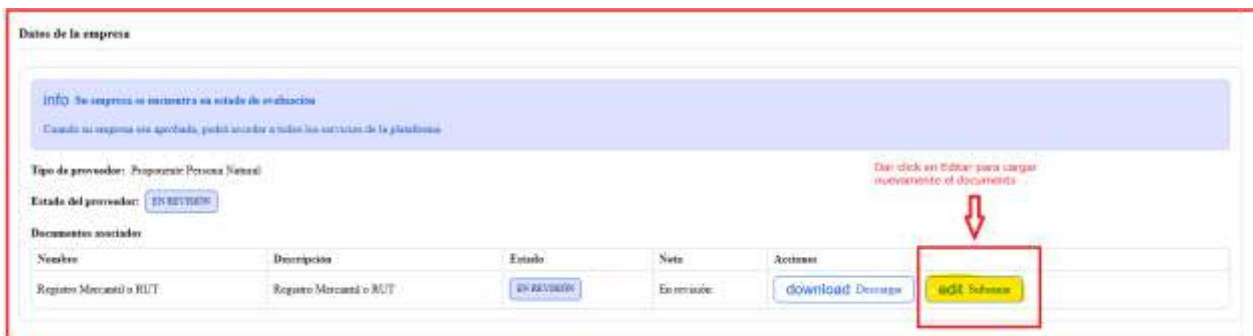 Datos de la empresa
info Su empresa se encuentra en estado de evaluación
Cuando su empresa sea aprobada, podrá acceder a todos los servicios de la plataforma
Tipo de proveedor: Proponente Persona Natural
Dar click en Editar para cargar
nuevamente el documento
Estado del proveedor: EN REVISIÓN
Documentos asociados
Nombre Descripción Estado Nota Acciones
Registro Mercantil o RUT Registro Mercantil o RUT EN REVISIÓN En revisión download Descargar edit Subsanar